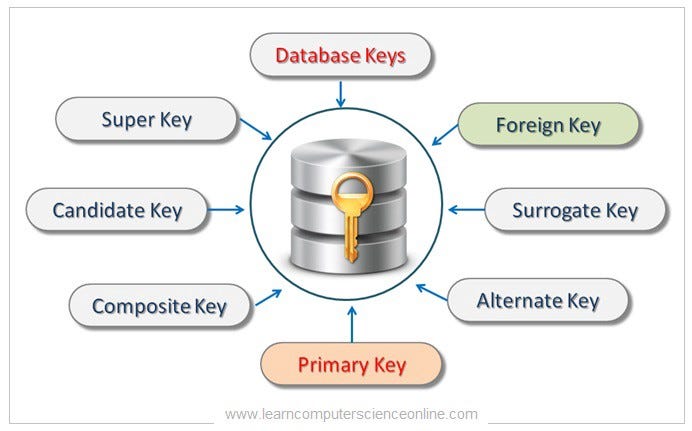 Database Keys
Super Key
Foreign Key
Candidate Key
Surrogate Key
Composite Key
Alternate Key
Primary Key
www.learncomputerscienceonline.com